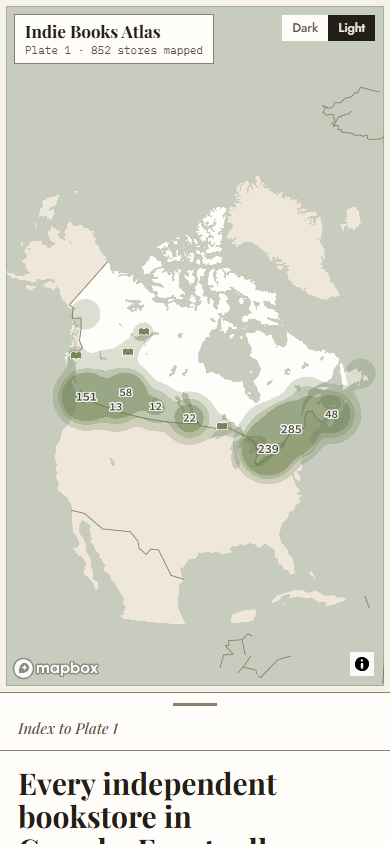 Indie Books Atlas
Plate 1 · 852 stores mapped
Dark Light
151
58
13
12
22
285
48
239
mapbox
Index to Plate 1
Every independent
bookstore in